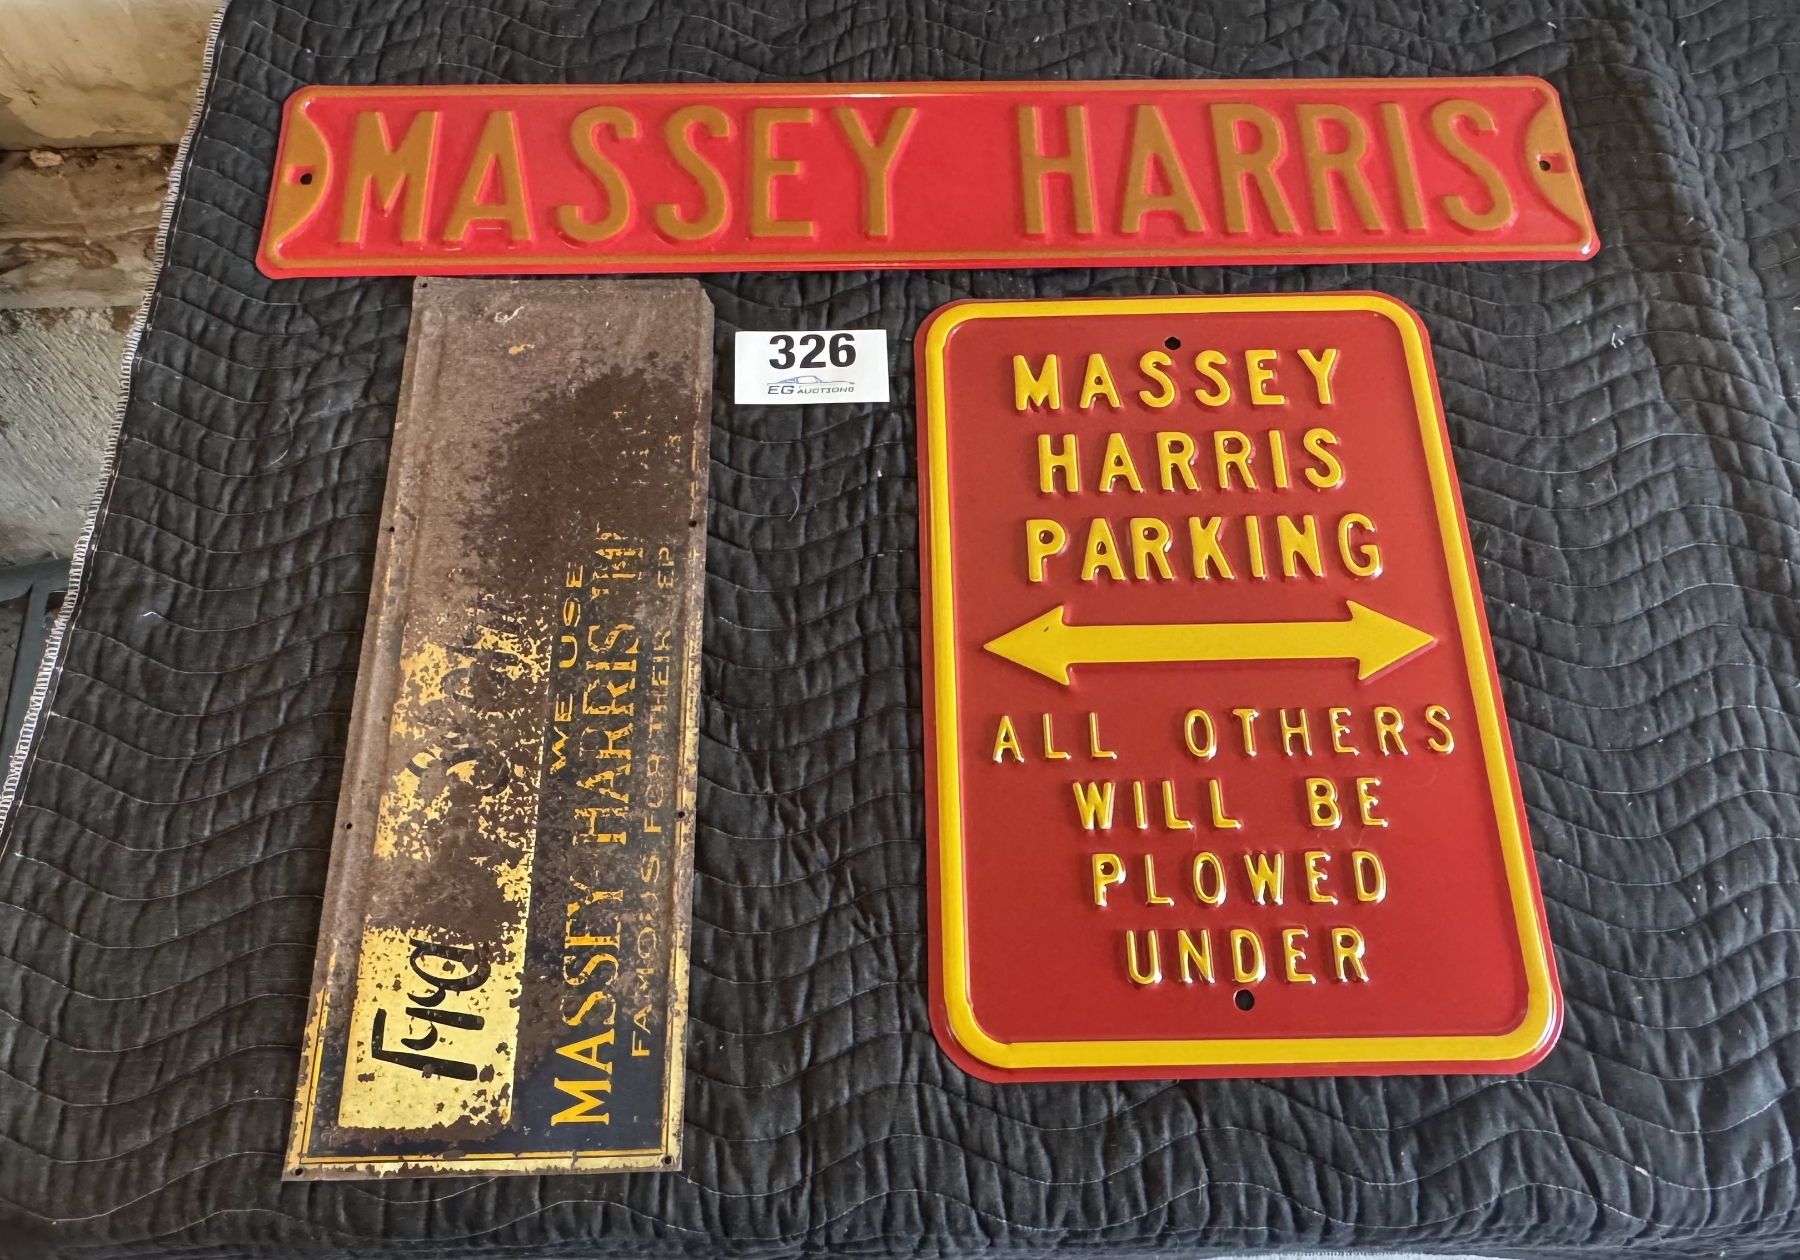 MASSEY HARRIS
326
EG AUCTIONS
MASSEY
HARRIS
PARKING
ALL OTHERS
WILL BE
PLOWED
UNDER
Fra
WE USE
MASSEY-HARRIS
FAMOUS FOR THEIR